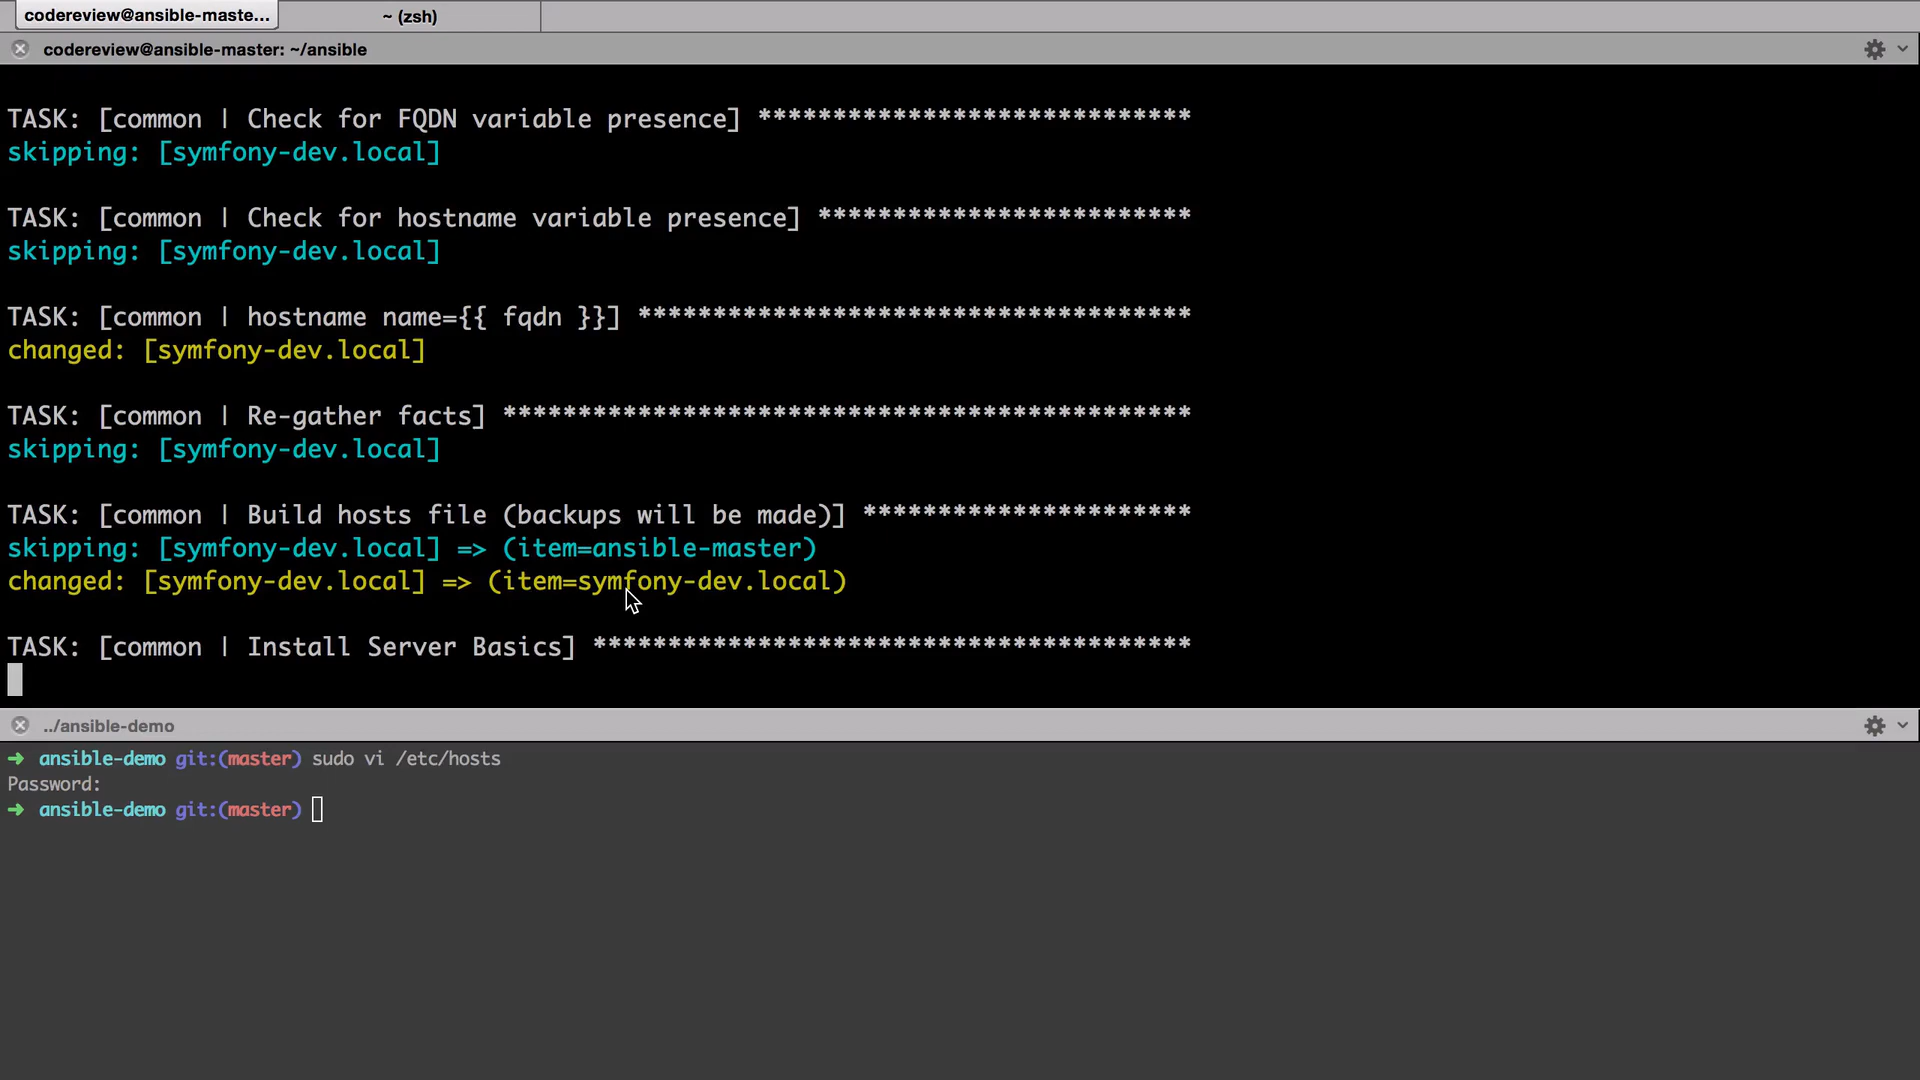 codereview@ansible-maste...
~ (zsh)
codereview@ansible-master: ~/ansible
TASK: [common | Check for FQDN variable presence] *****************************
skipping: [symfony-dev.local]
TASK: [common | Check for hostname variable presence] *************************
skipping: [symfony-dev.local]
TASK: [common | hostname name={{ fqdn }}] *************************************
changed: [symfony-dev.local]
TASK: [common | Re-gather facts] **********************************************
skipping: [symfony-dev.local]
TASK: [common | Build hosts file (backups will be made)] **********************
skipping: [symfony-dev.local] => (item=ansible-master)
changed: [symfony-dev.local] => (item=symfony-dev.local)
TASK: [common | Install Server Basics] ****************************************
../ansible-demo
➜ ansible-demo git:(master) sudo vi /etc/hosts
Password:
➜ ansible-demo git:(master)